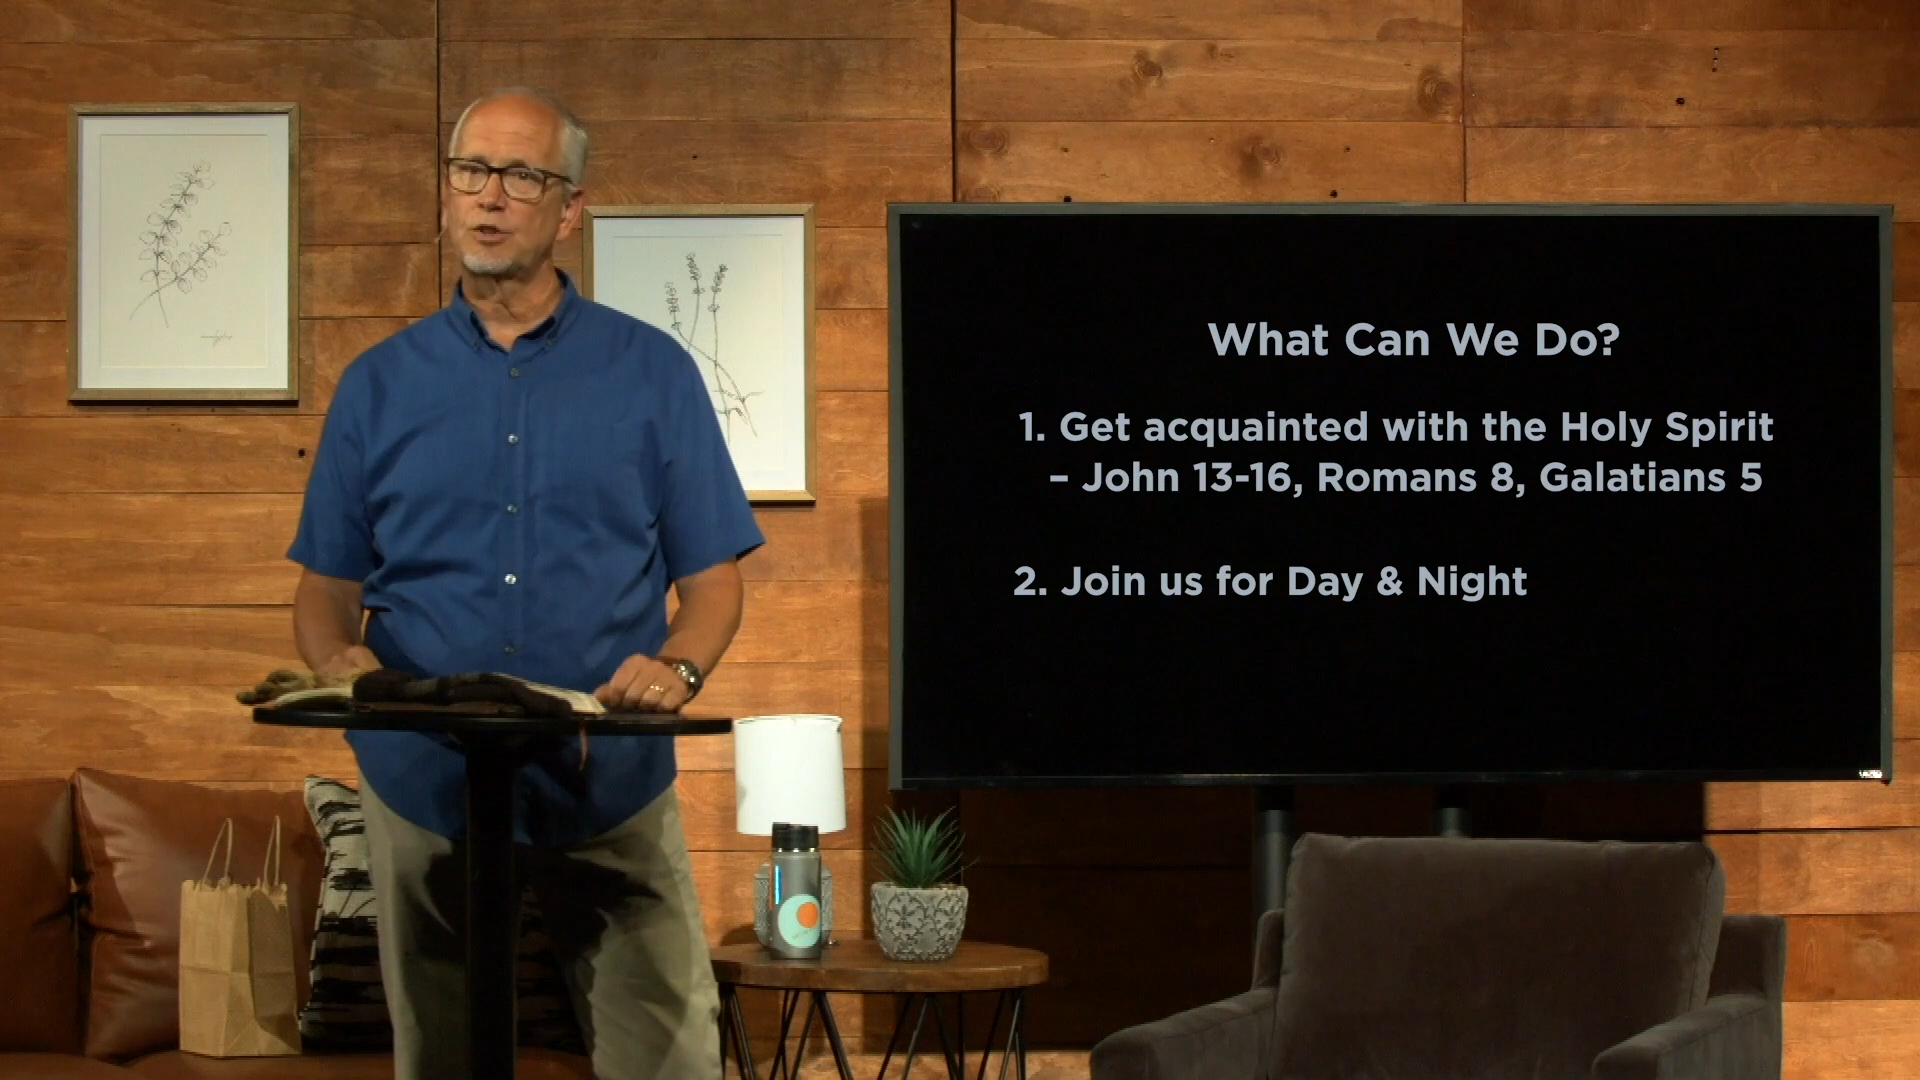 What Can We Do?
1. Get acquainted with the Holy Spirit
– John 13-16, Romans 8, Galatians 5
2. Join us for Day & Night
VIZIO